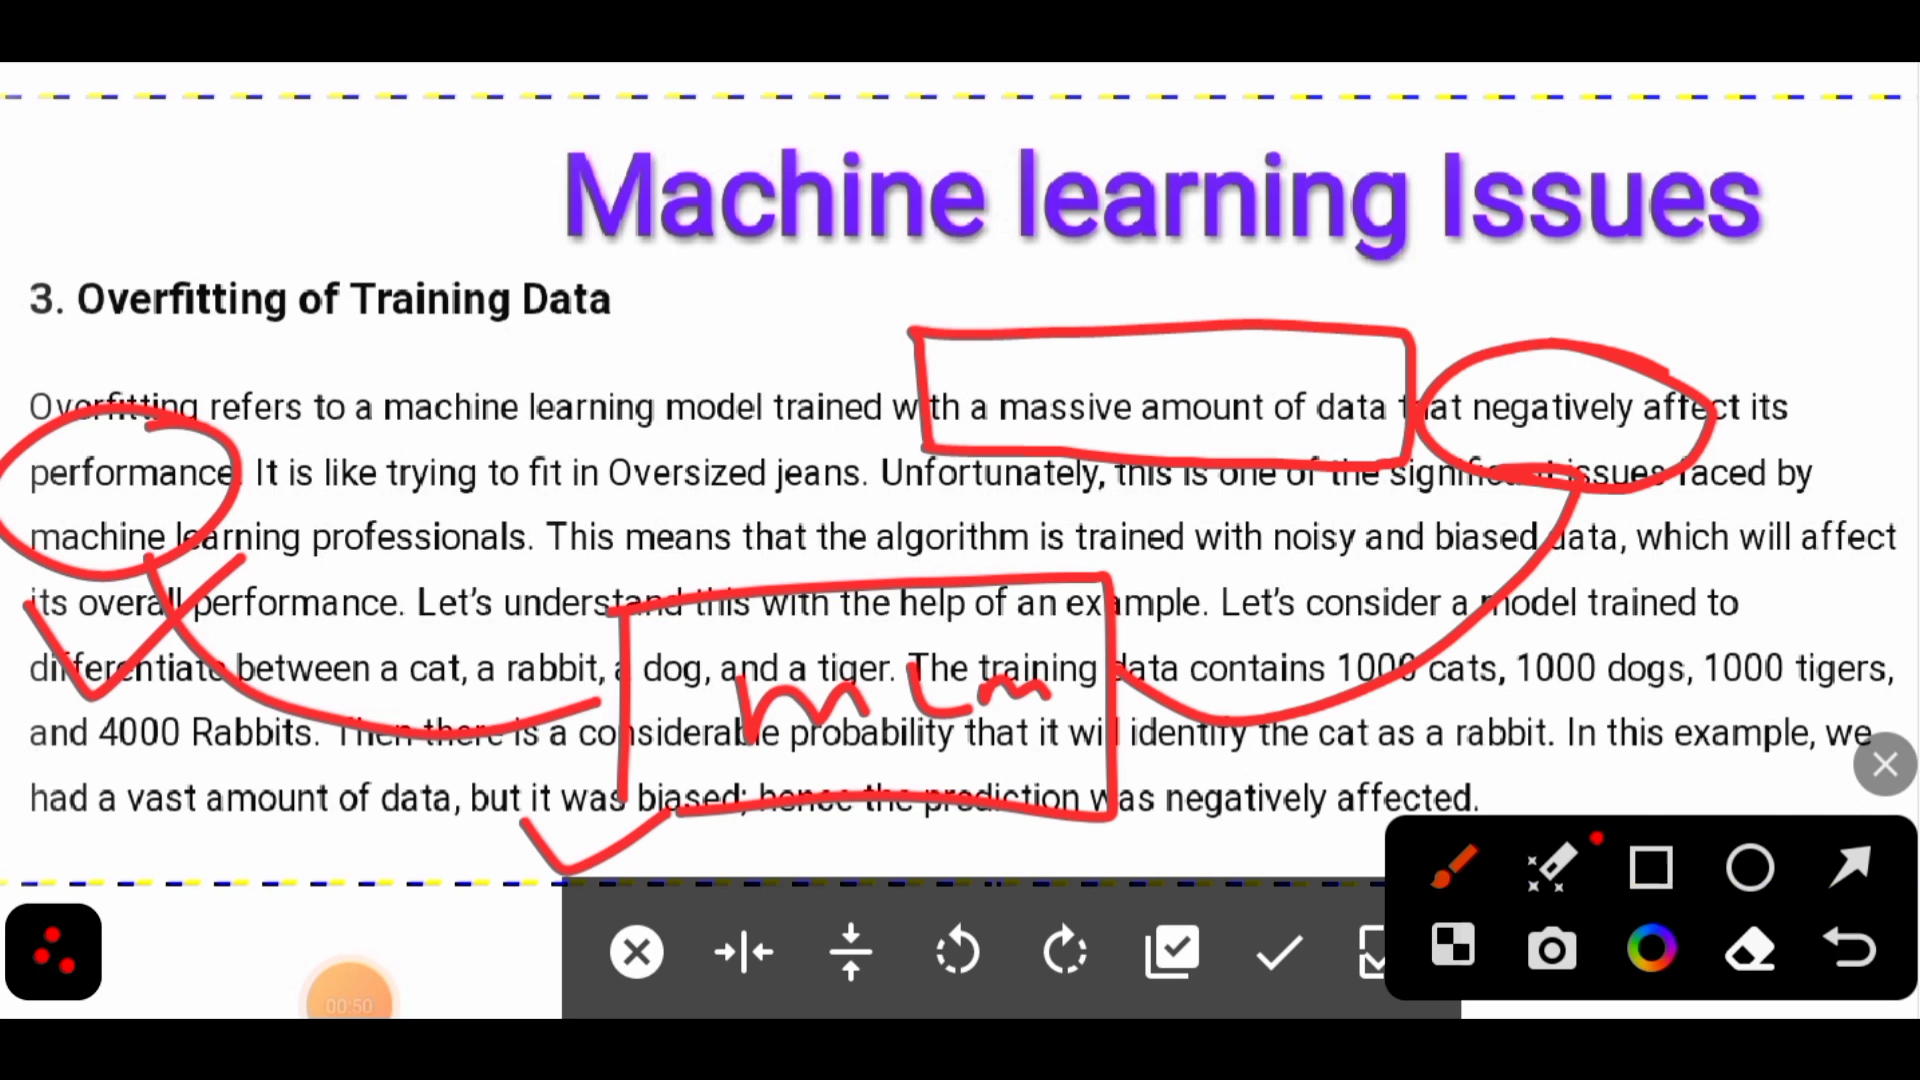 Machine learning Issues
3. Overfitting of Training Data
Overfitting refers to a machine learning model trained with a massive amount of data that negatively affect its
performance. It is like trying to fit in Oversized jeans. Unfortunately, this is one of the significant issues faced by
machine learning professionals. This means that the algorithm is trained with noisy and biased data, which will affect
its overall performance. Let's understand this with the help of an example. Let's consider a model trained to
differentiate between a cat, a rabbit, a dog, and a tiger. The training data contains 1000 cats, 1000 dogs, 1000 tigers,
and 4000 Rabbits. Then there is a considerable probability that it will identify the cat as a rabbit. In this example, we
had a vast amount of data, but it was biased; hence the prediction was negatively affected.
00:50